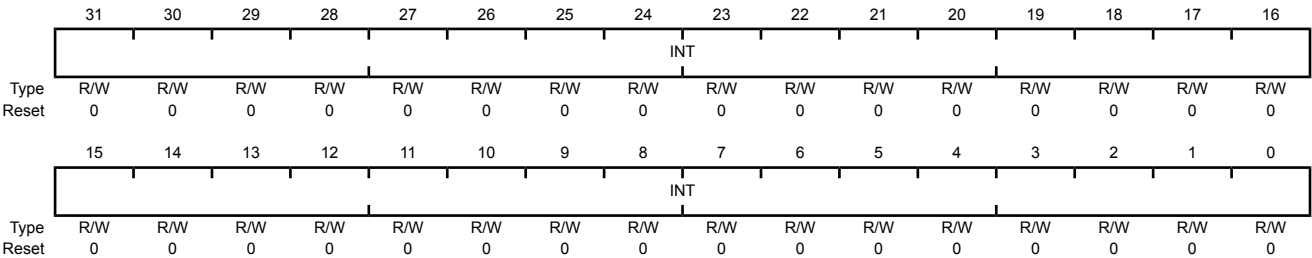 31 30 29 28 27 26 25 24 23 22 21 20 19 18 17 16
INT
Type R/W R/W R/W R/W R/W R/W R/W R/W R/W R/W R/W R/W R/W R/W R/W R/W
Reset 0 0 0 0 0 0 0 0 0 0 0 0 0 0 0 0
15 14 13 12 11 10 9 8 7 6 5 4 3 2 1 0
INT
Type R/W R/W R/W R/W R/W R/W R/W R/W R/W R/W R/W R/W R/W R/W R/W R/W
Reset 0 0 0 0 0 0 0 0 0 0 0 0 0 0 0 0